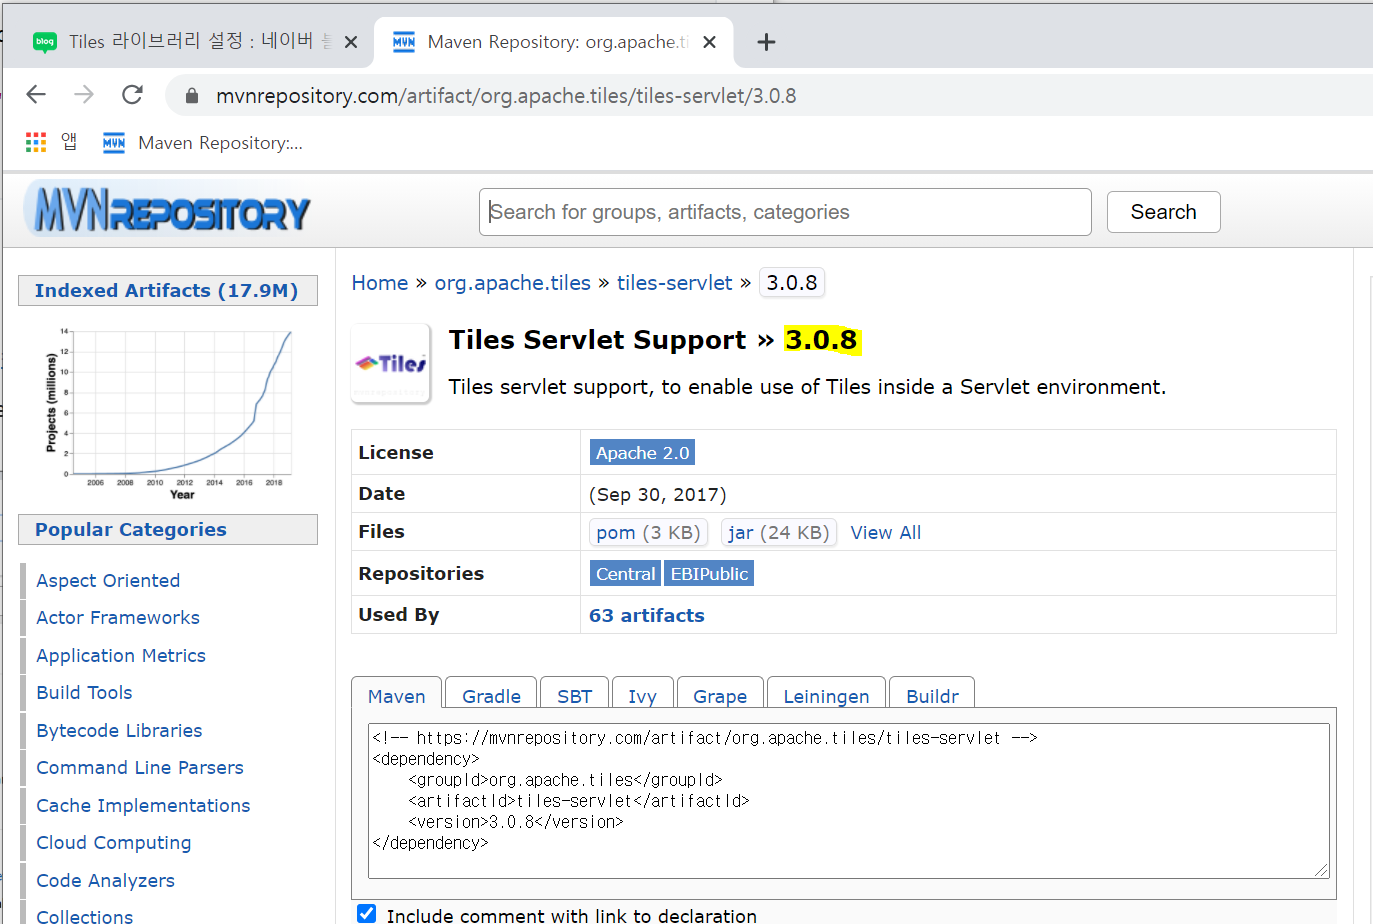 Tiles 라이브러리 설정 : 네이버
Maven Repository: org.apache.ti
mvnrepository.com/artifact/org.apache.tiles/tiles-servlet/3.0.8
앱 Maven Repository:...
MVNREPOSITORY
Search for groups, artifacts, categories
Search
Indexed Artifacts (17.9M)
Projects (millions)
14
12
10
8
6
4
2
0
2006 2008 2010 2012 2014 2016 2018
Year
Popular Categories
Aspect Oriented
Actor Frameworks
Application Metrics
Build Tools
Bytecode Libraries
Command Line Parsers
Cache Implementations
Cloud Computing
Code Analyzers
Collections
Home » org.apache.tiles » tiles-servlet » 3.0.8
Tiles
Tiles Servlet Support » 3.0.8
Tiles servlet support, to enable use of Tiles inside a Servlet environment.
License Apache 2.0
Date (Sep 30, 2017)
Files pom (3 KB) jar (24 KB) View All
Repositories Central EBIPublic
Used By 63 artifacts
Maven Gradle SBT Ivy Grape Leiningen Buildr
<!-- https://mvnrepository.com/artifact/org.apache.tiles/tiles-servlet -->
<dependency>
<groupId>org.apache.tiles</groupId>
<artifactId>tiles-servlet</artifactId>
<version>3.0.8</version>
</dependency>
Include comment with link to declaration